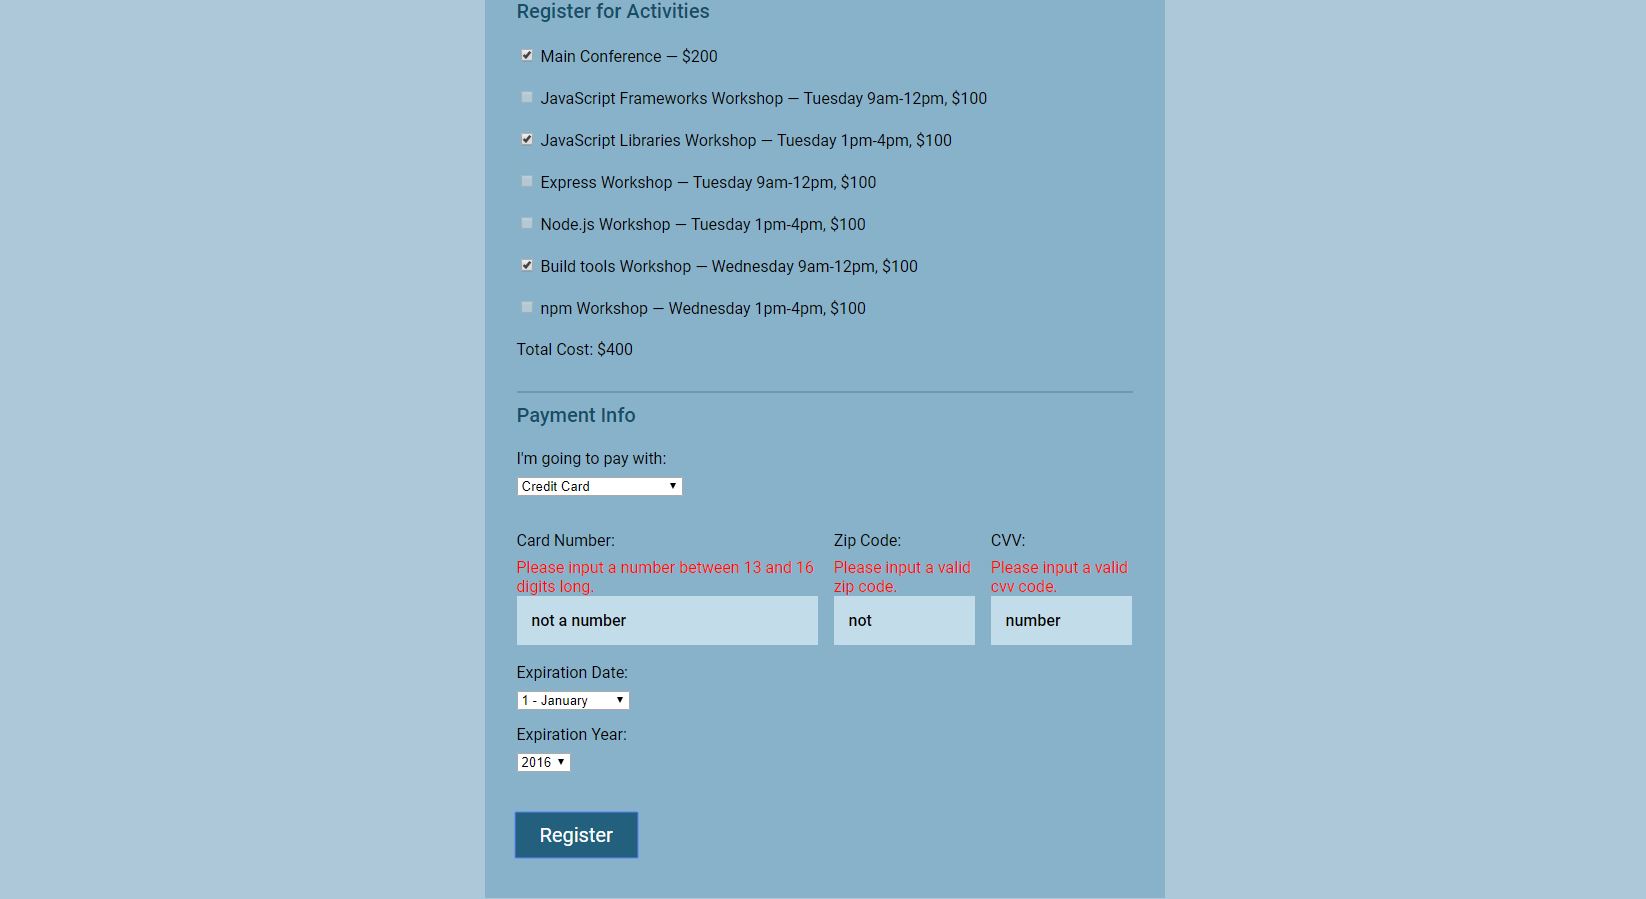 Register for Activities
Main Conference — $200
JavaScript Frameworks Workshop — Tuesday 9am-12pm, $100
JavaScript Libraries Workshop — Tuesday 1pm-4pm, $100
Express Workshop — Tuesday 9am-12pm, $100
Node.js Workshop — Tuesday 1pm-4pm, $100
Build tools Workshop — Wednesday 9am-12pm, $100
npm Workshop — Wednesday 1pm-4pm, $100
Total Cost: $400
Payment Info
I'm going to pay with:
Credit Card
Card Number:
Please input a number between 13 and 16
digits long.
not a number
Zip Code:
Please input a valid
zip code.
not
CVV:
Please input a valid
cvv code.
number
Expiration Date:
1 - January
Expiration Year:
2016
Register